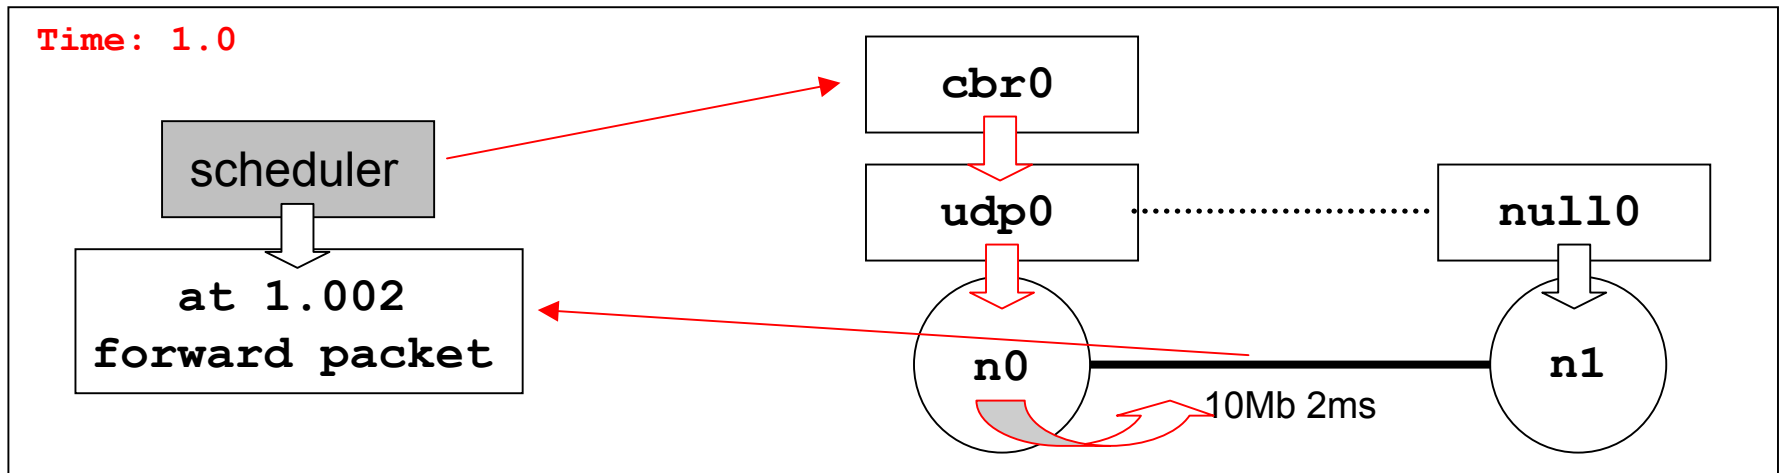 Time: 1.0
cbr0
scheduler
udp0
null0
at 1.002
forward packet
n0
n1
10Mb 2ms